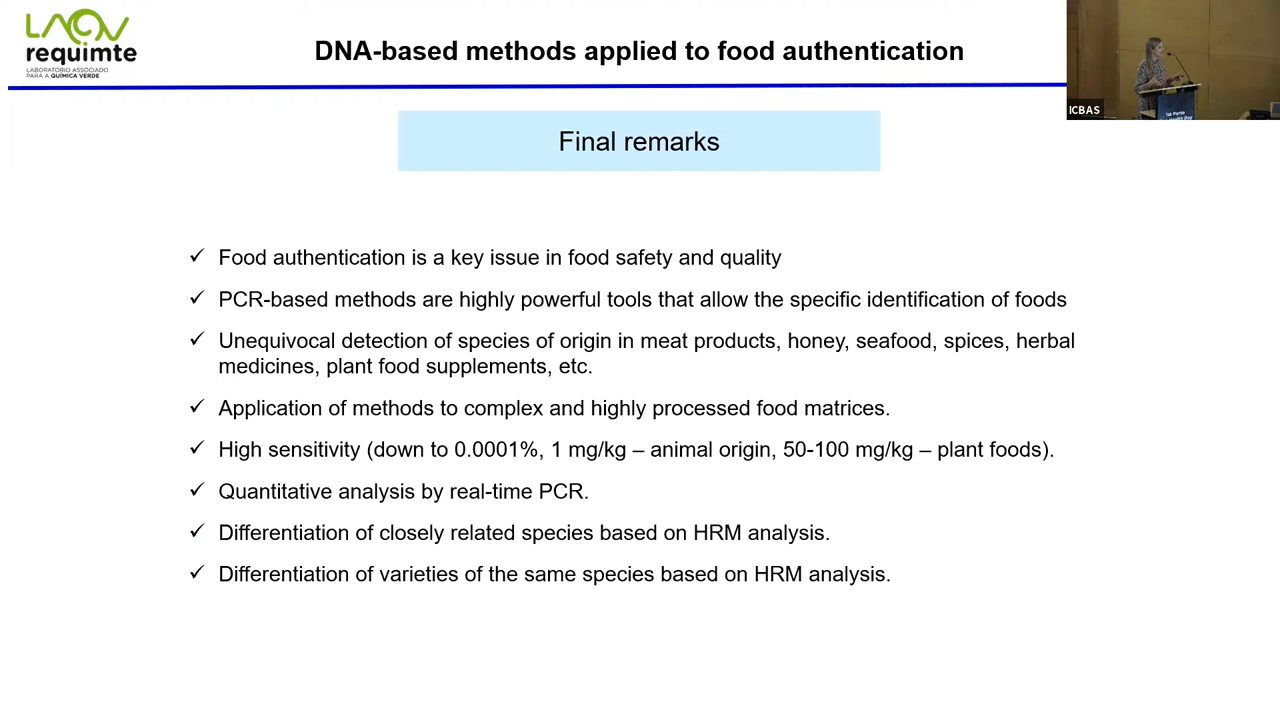 LAQV
requimte
LABORATÓRIO ASSOCIADO
PARA A QUÍMICA VERDE
DNA-based methods applied to food authentication
ICBAS
1st Porto
Final remarks
✓ Food authentication is a key issue in food safety and quality
✓ PCR-based methods are highly powerful tools that allow the specific identification of foods
✓ Unequivocal detection of species of origin in meat products, honey, seafood, spices, herbal
medicines, plant food supplements, etc.
✓ Application of methods to complex and highly processed food matrices.
✓ High sensitivity (down to 0.0001%, 1 mg/kg – animal origin, 50-100 mg/kg – plant foods).
✓ Quantitative analysis by real-time PCR.
✓ Differentiation of closely related species based on HRM analysis.
✓ Differentiation of varieties of the same species based on HRM analysis.